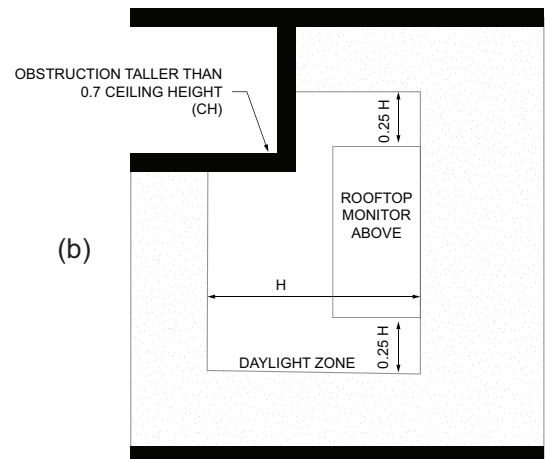 OBSTRUCTION TALLER THAN
0.7 CEILING HEIGHT
(CH)
0.25 H
ROOFTOP
MONITOR
ABOVE
(b)
H
0.25 H
DAYLIGHT ZONE